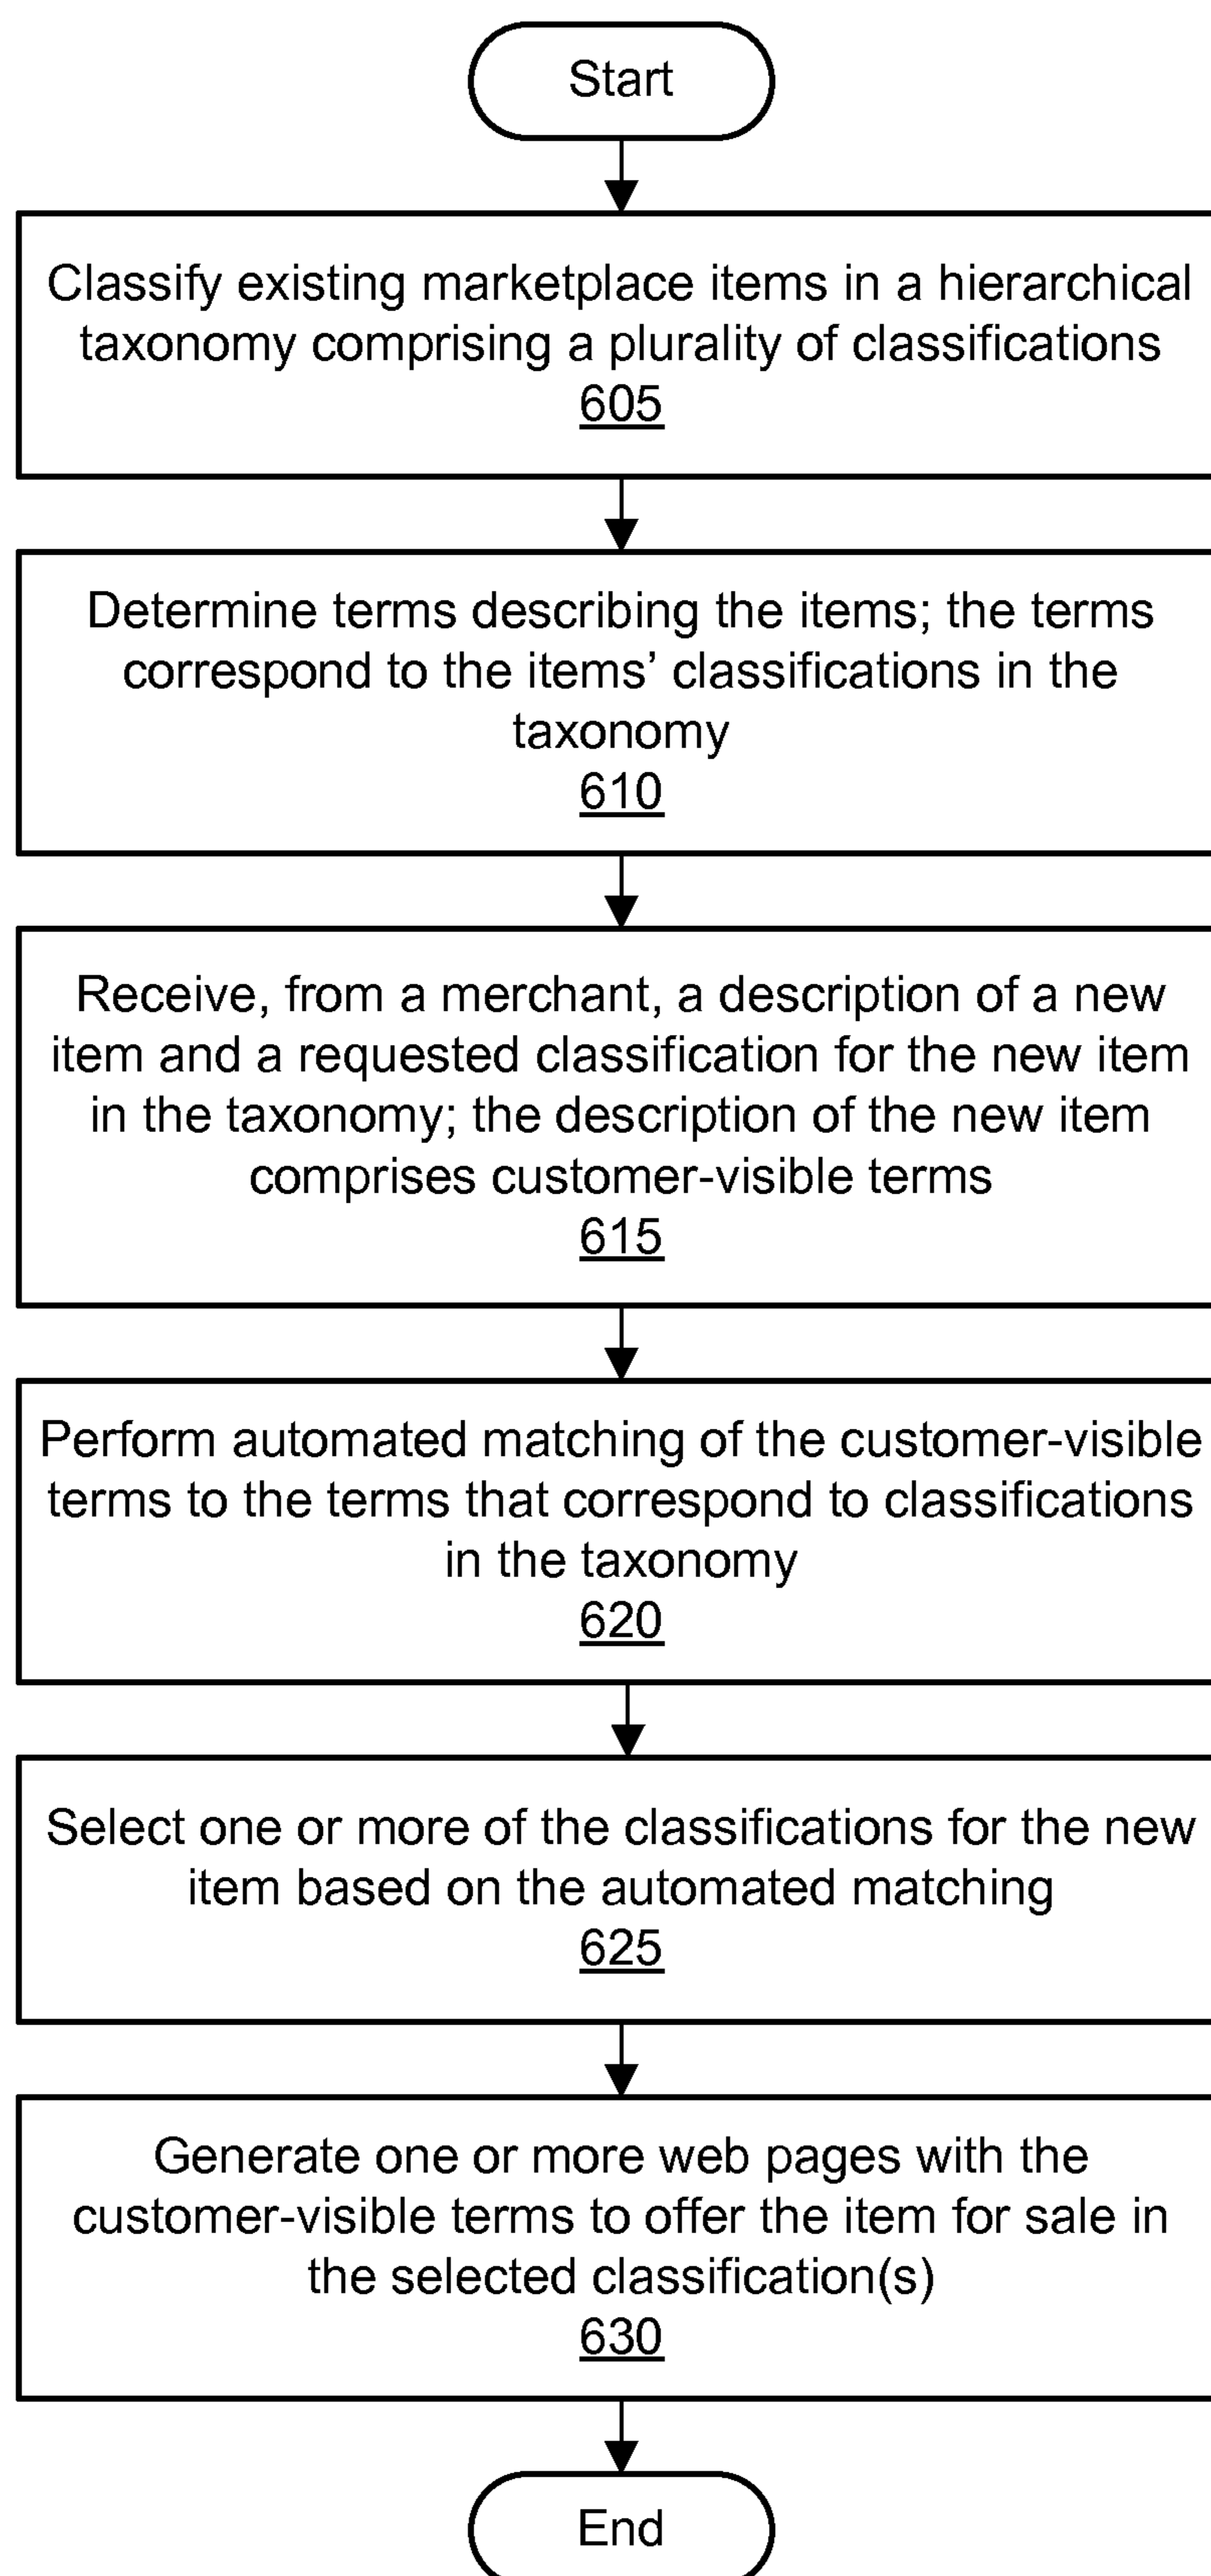 Start
Classify existing marketplace items in a hierarchical
taxonomy comprising a plurality of classifications
605
Determine terms describing the items; the terms
correspond to the items’ classifications in the
taxonomy
610
Receive, from a merchant, a description of a new
item and a requested classification for the new item
in the taxonomy; the description of the new item
comprises customer-visible terms
615
Perform automated matching of the customer-visible
terms to the terms that correspond to classifications
in the taxonomy
620
Select one or more of the classifications for the new
item based on the automated matching
625
Generate one or more web pages with the
customer-visible terms to offer the item for sale in
the selected classification(s)
630
End